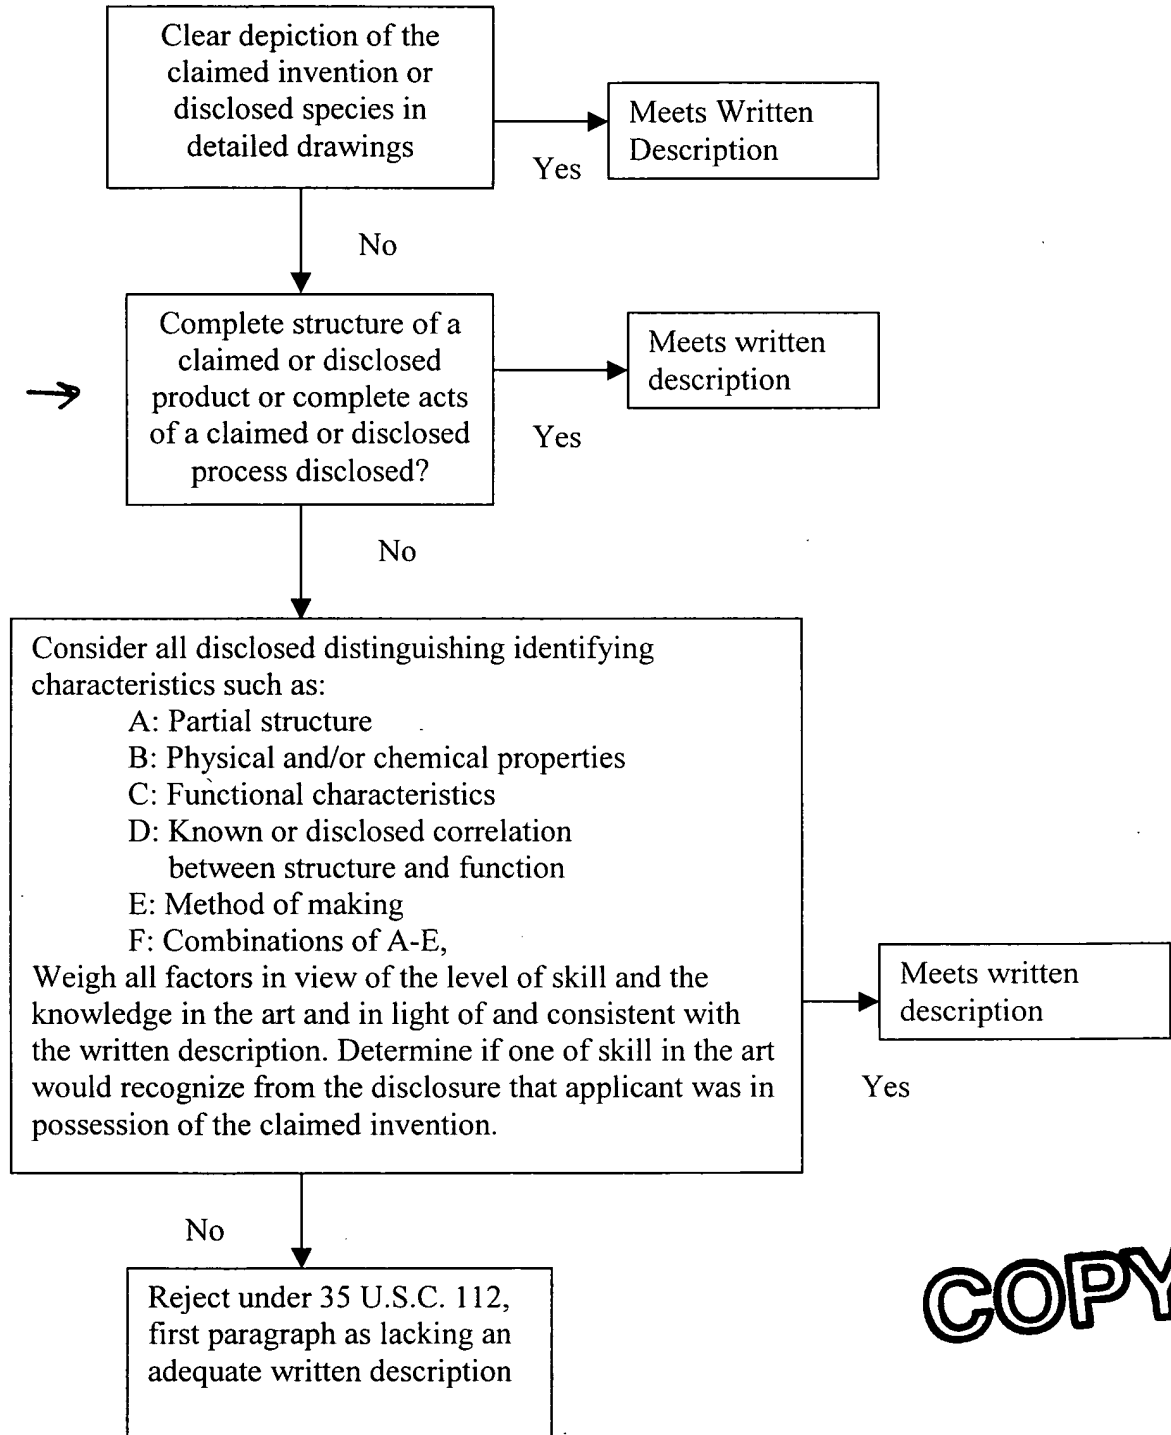 Clear depiction of the
claimed invention or
disclosed species in
detailed drawings
Yes
Meets Written
Description
No
Complete structure of a
claimed or disclosed
product or complete acts
of a claimed or disclosed
process disclosed?
Yes
Meets written
description
No
Consider all disclosed distinguishing identifying
characteristics such as:
A: Partial structure
B: Physical and/or chemical properties
C: Functional characteristics
D: Known or disclosed correlation
between structure and function
E: Method of making
F: Combinations of A-E,
Weigh all factors in view of the level of skill and the
knowledge in the art and in light of and consistent with
the written description. Determine if one of skill in the art
would recognize from the disclosure that applicant was in
possession of the claimed invention.
Yes
Meets written
description
No
Reject under 35 U.S.C. 112,
first paragraph as lacking an
adequate written description
COPY